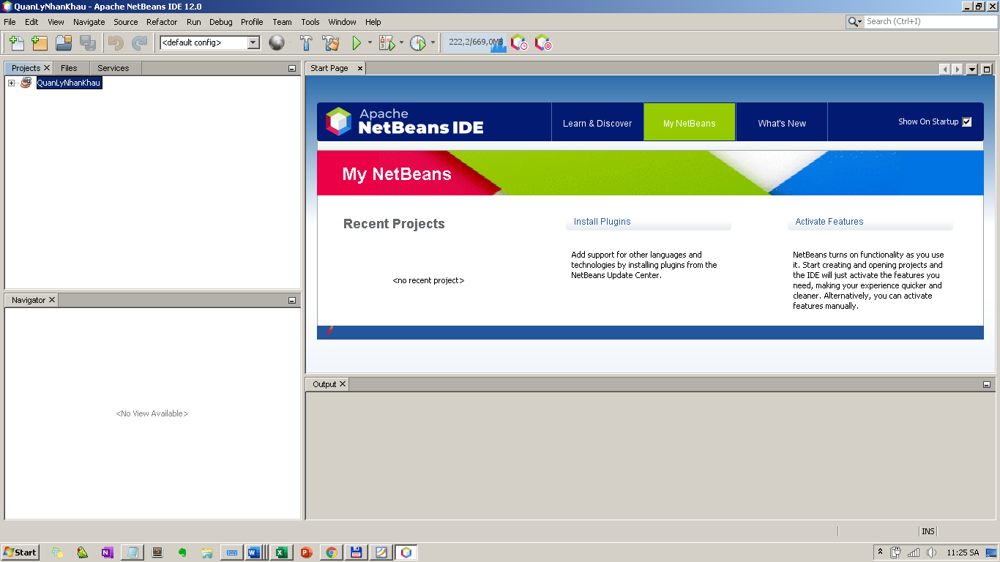 QuanLyNhanKhau - Apache NetBeans IDE 12.0
File Edit View Navigate Source Refactor Run Debug Profile Team Tools Window Help
Search (Ctrl+I)
<default config>
222,2/669,0MB
Projects Files Services
QuanLyNhanKhau
Start Page
Apache
NetBeans IDE
Learn & Discover
My NetBeans
What's New
Show On Startup
My NetBeans
Recent Projects
<no recent project>
Install Plugins
Add support for other languages and
technologies by installing plugins from the
NetBeans Update Center.
Activate Features
NetBeans turns on functionality as you use
it. Start creating and opening projects and
the IDE will just activate the features you
need, making your experience quicker and
cleaner. Alternatively, you can activate
features manually.
Navigator
<No View Available>
Output
INS
Start
11:25 SA